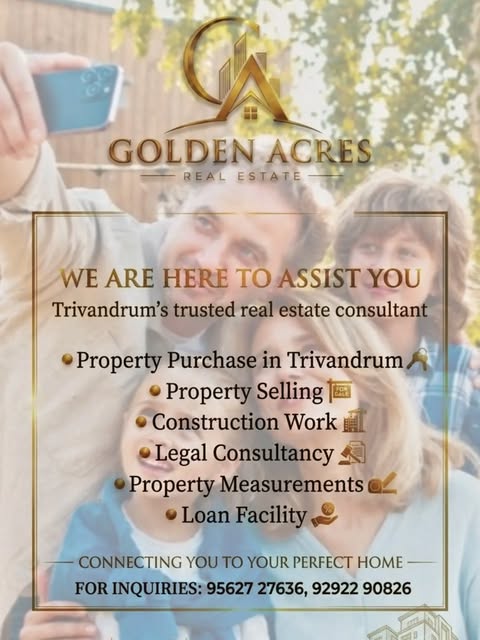 GOLDEN ACRES
REAL ESTATE
WE ARE HERE TO ASSIST YOU
Trivandrum's trusted real estate consultant
Property Purchase in Trivandrum
Property Selling
FOR SALE
Construction Work
Legal Consultancy
Property Measurements
Loan Facility
CONNECTING YOU TO YOUR PERFECT HOME
FOR INQUIRIES: 95627 27636, 92922 90826